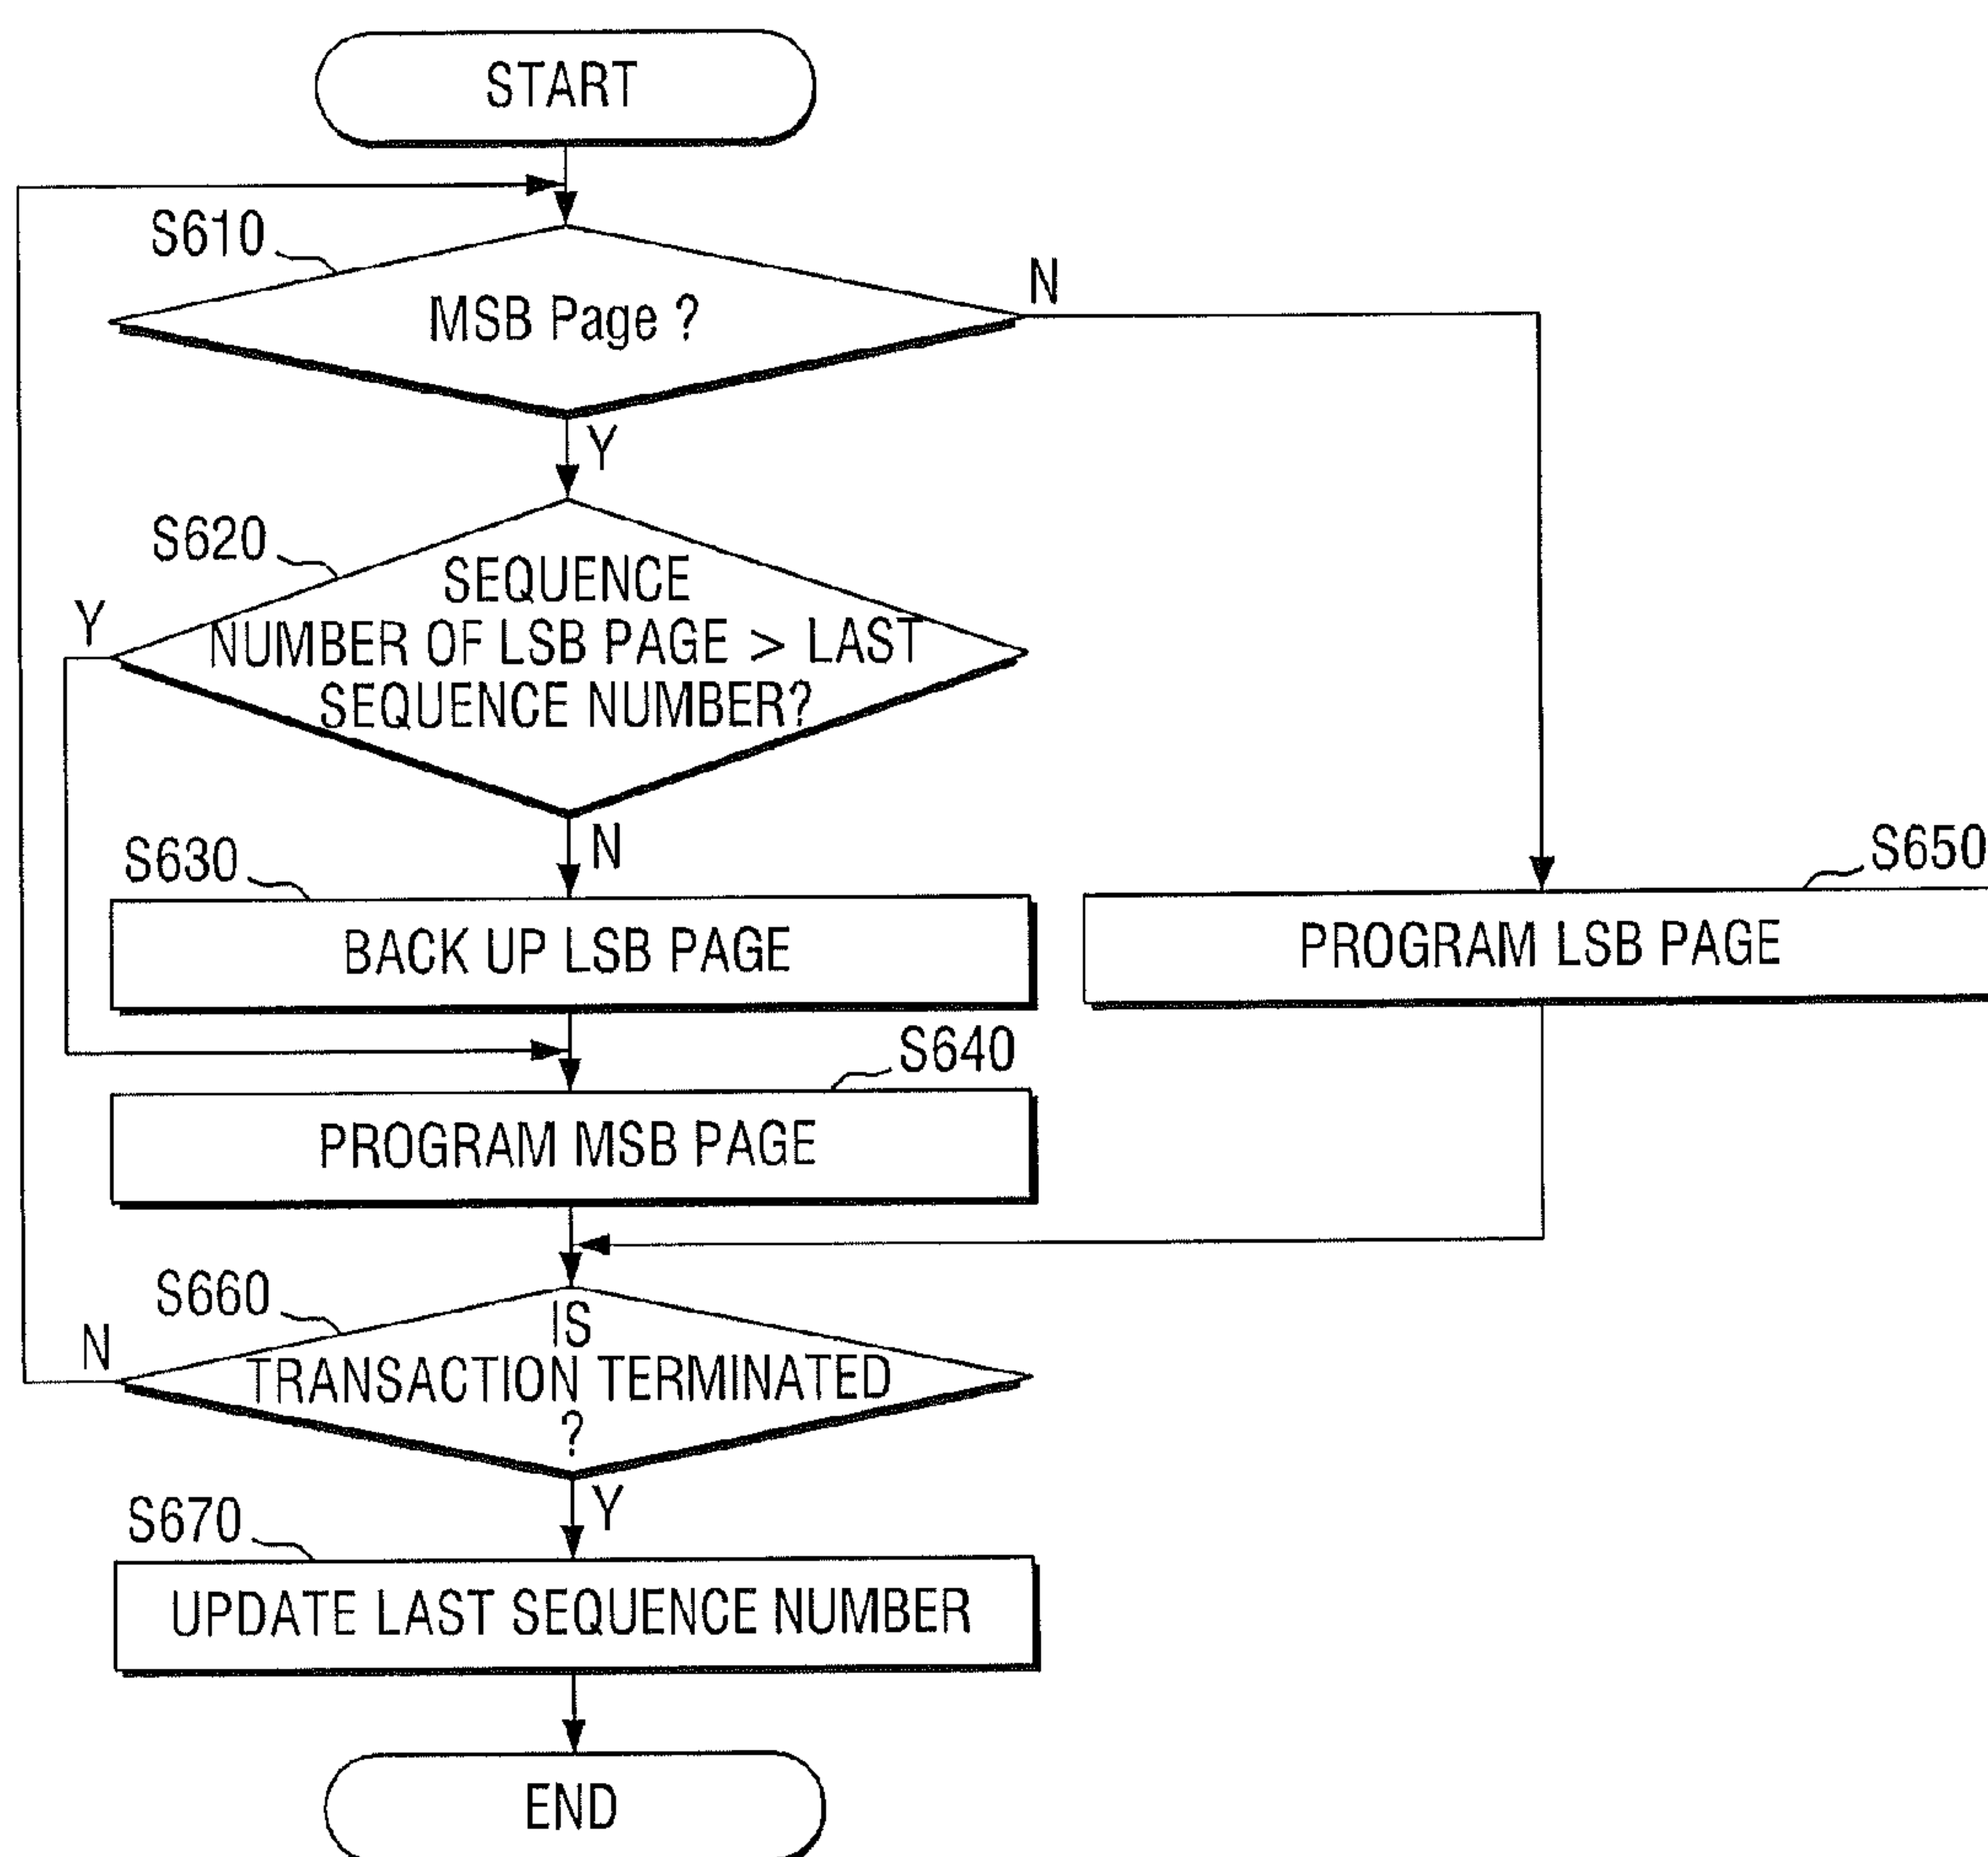 START
S610
MSB Page ?
N
Y
S620
SEQUENCE
Y
NUMBER OF LSB PAGE > LAST
SEQUENCE NUMBER?
N
S630
S650
BACK UP LSB PAGE
PROGRAM LSB PAGE
S640
PROGRAM MSB PAGE
S660
IS
N
TRANSACTION TERMINATED
?
Y
S670
UPDATE LAST SEQUENCE NUMBER
END